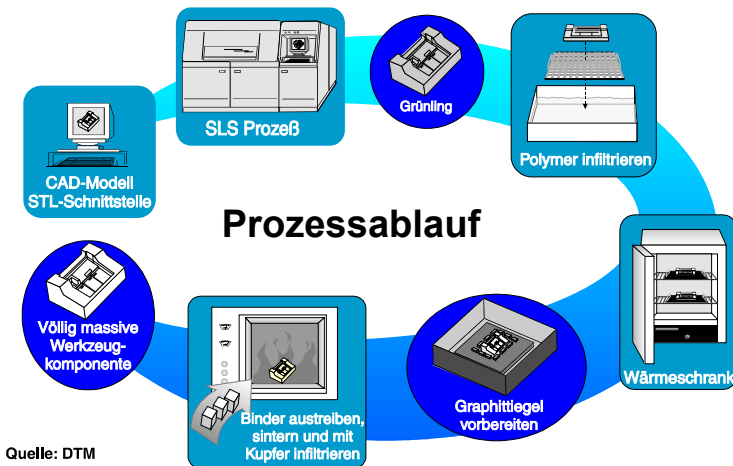 SLS Prozeß
Grünling
Polymer infiltrieren
CAD-Modell
STL-Schnittstelle
Prozessablauf
Völlig massive
Werkzeug-
komponente
Binder austreiben,
sintern und mit
Kupfer infiltrieren
Graphittiegel
vorbereiten
Wärmeschrank
Quelle: DTM